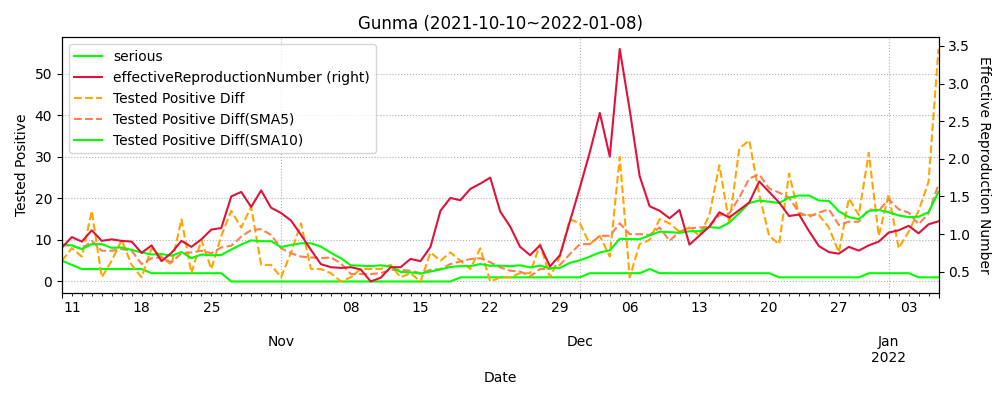 Gunma (2021-10-10~2022-01-08)
serious
effectiveReproductionNumber (right)
Tested Positive Diff
Tested Positive Diff(SMA5)
Tested Positive Diff(SMA10)
Tested Positive
50
40
30
20
10
0
3.5
3.0
2.5
2.0
1.5
1.0
0.5
Effective Reproduction Number
11 18 25 08 15 22 29 06 13 20 27 03
Nov Dec Jan
2022
Date